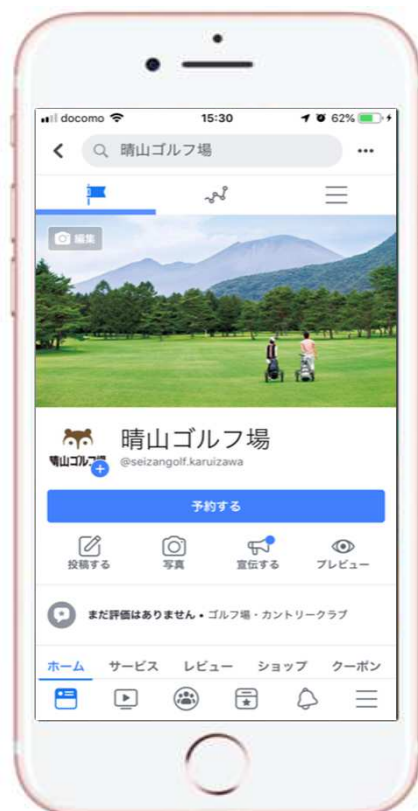 docomo 15:30 62%
晴山ゴルフ場
編集
晴山ゴルフ場
晴山ゴルフ場
@seizangolf.karuizawa
予約する
投稿する 写真 宣伝する プレビュー
まだ評価はありません • ゴルフ場・カントリークラブ
ホーム サービス レビュー ショップ クーポン